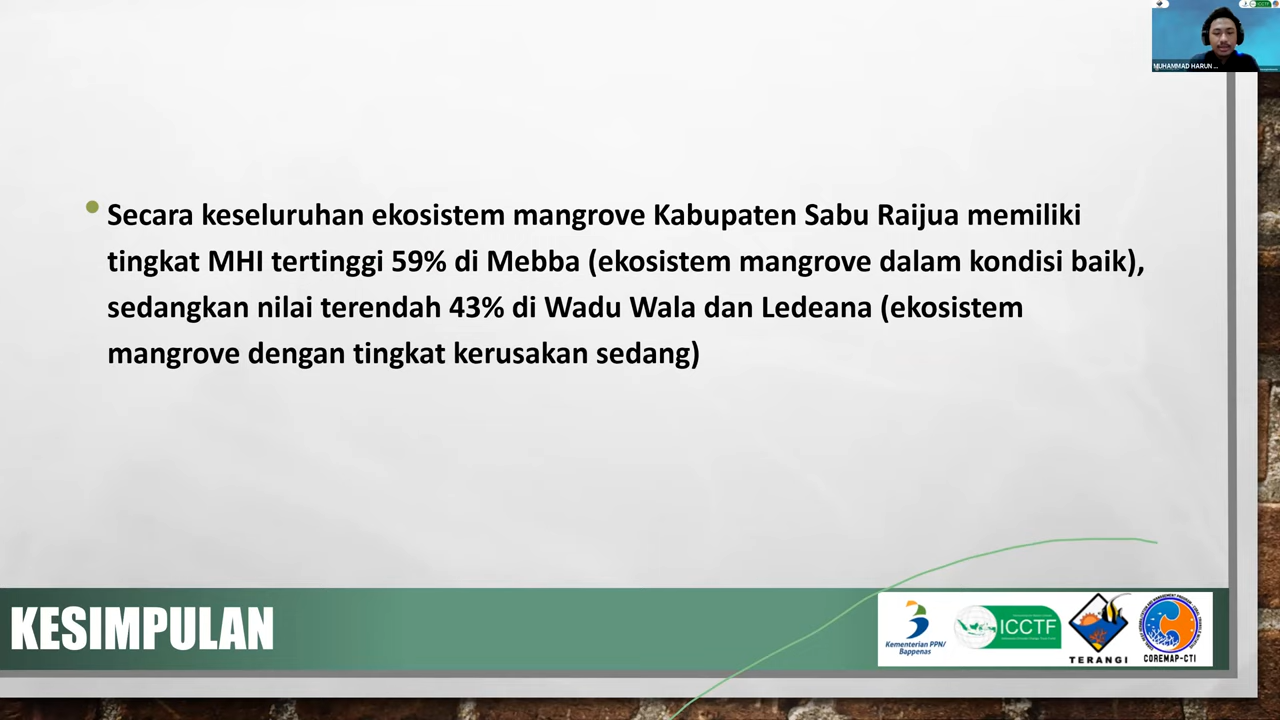 MUHAMMAD HARUN ...
Secara keseluruhan ekosistem mangrove Kabupaten Sabu Raijua memiliki
tingkat MHI tertinggi 59% di Mebba (ekosistem mangrove dalam kondisi baik),
sedangkan nilai terendah 43% di Wadu Wala dan Ledeana (ekosistem
mangrove dengan tingkat kerusakan sedang)
KESIMPULAN
Kementerian PPN/
Bappenas
ICCTF
TERANGI
COREMAP-CTI